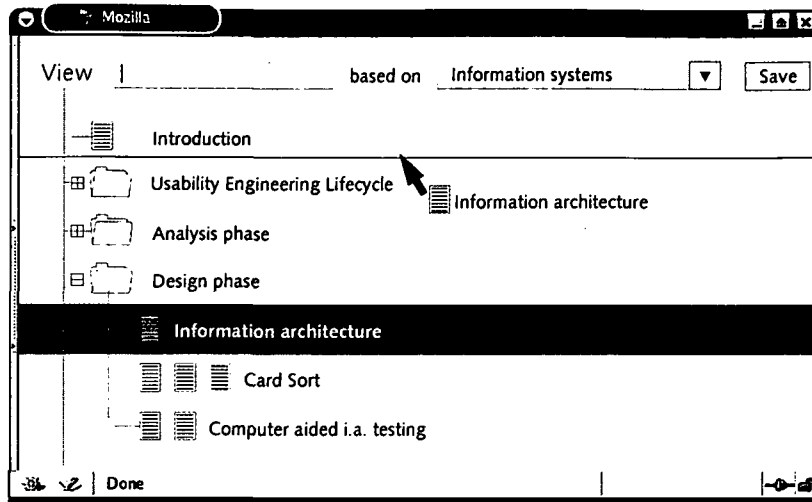 Mozilla
View based on Information systems Save
Introduction
Usability Engineering Lifecycle
Information architecture
Analysis phase
Design phase
Information architecture
Card Sort
Computer aided i.a. testing
Done